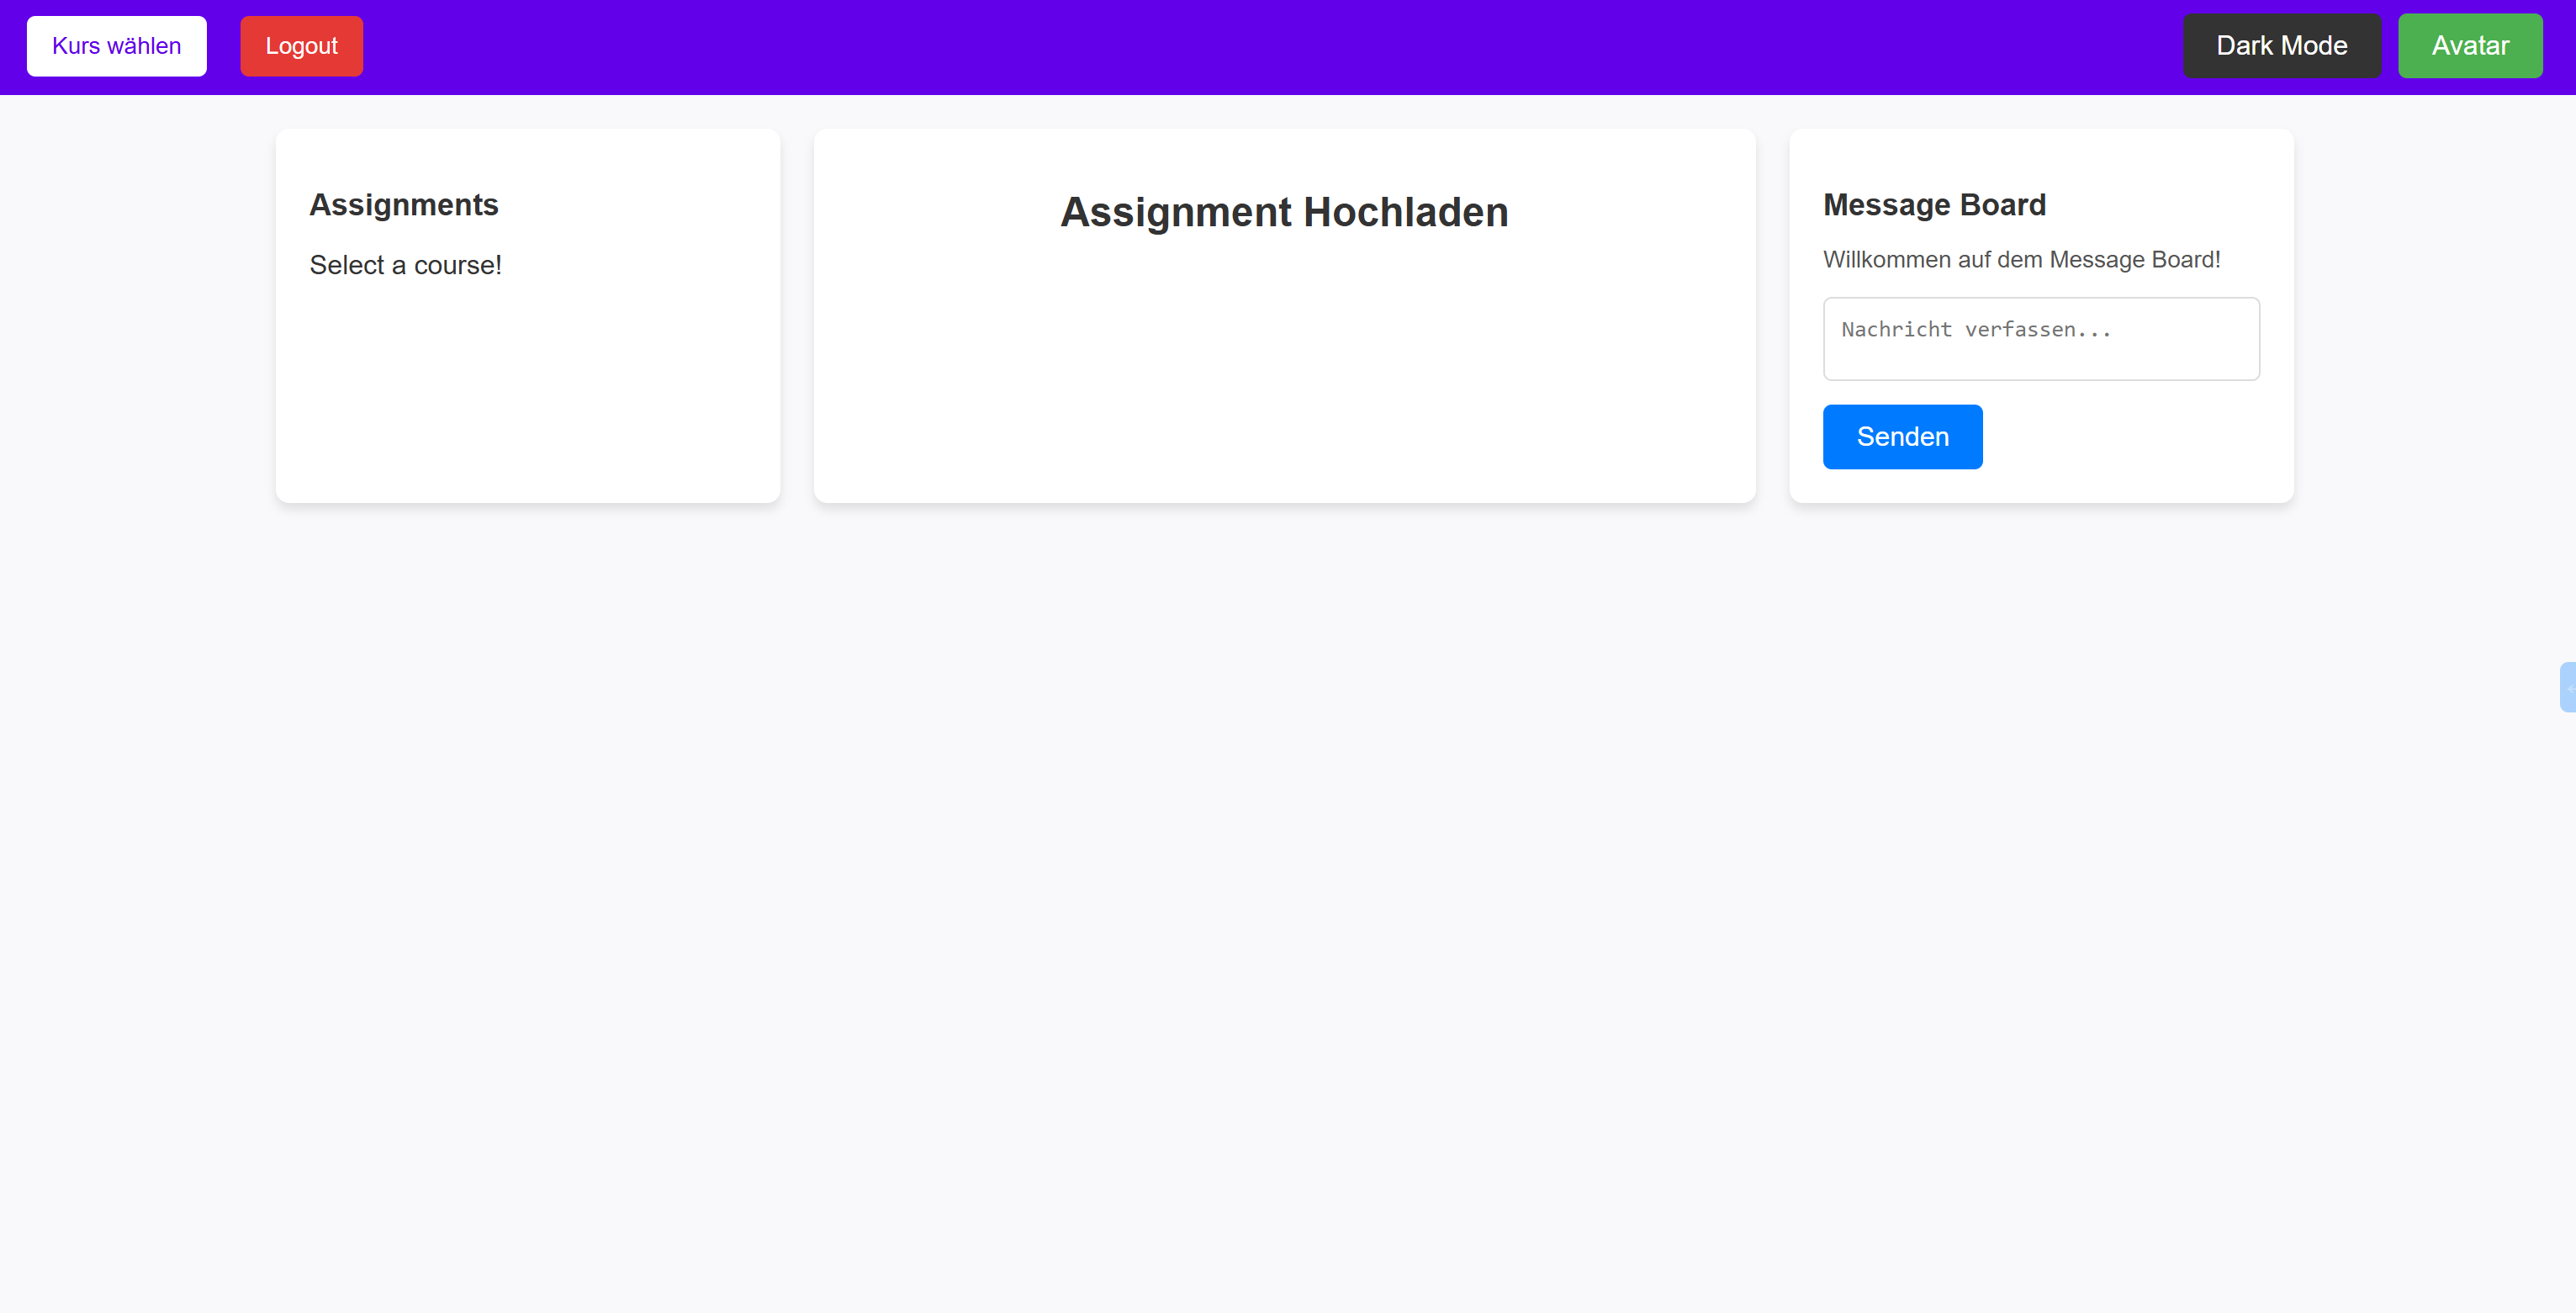 Kurs wählen
Logout
Dark Mode
Avatar
Assignments
Select a course!
Assignment Hochladen
Message Board
Willkommen auf dem Message Board!
Nachricht verfassen...
Senden